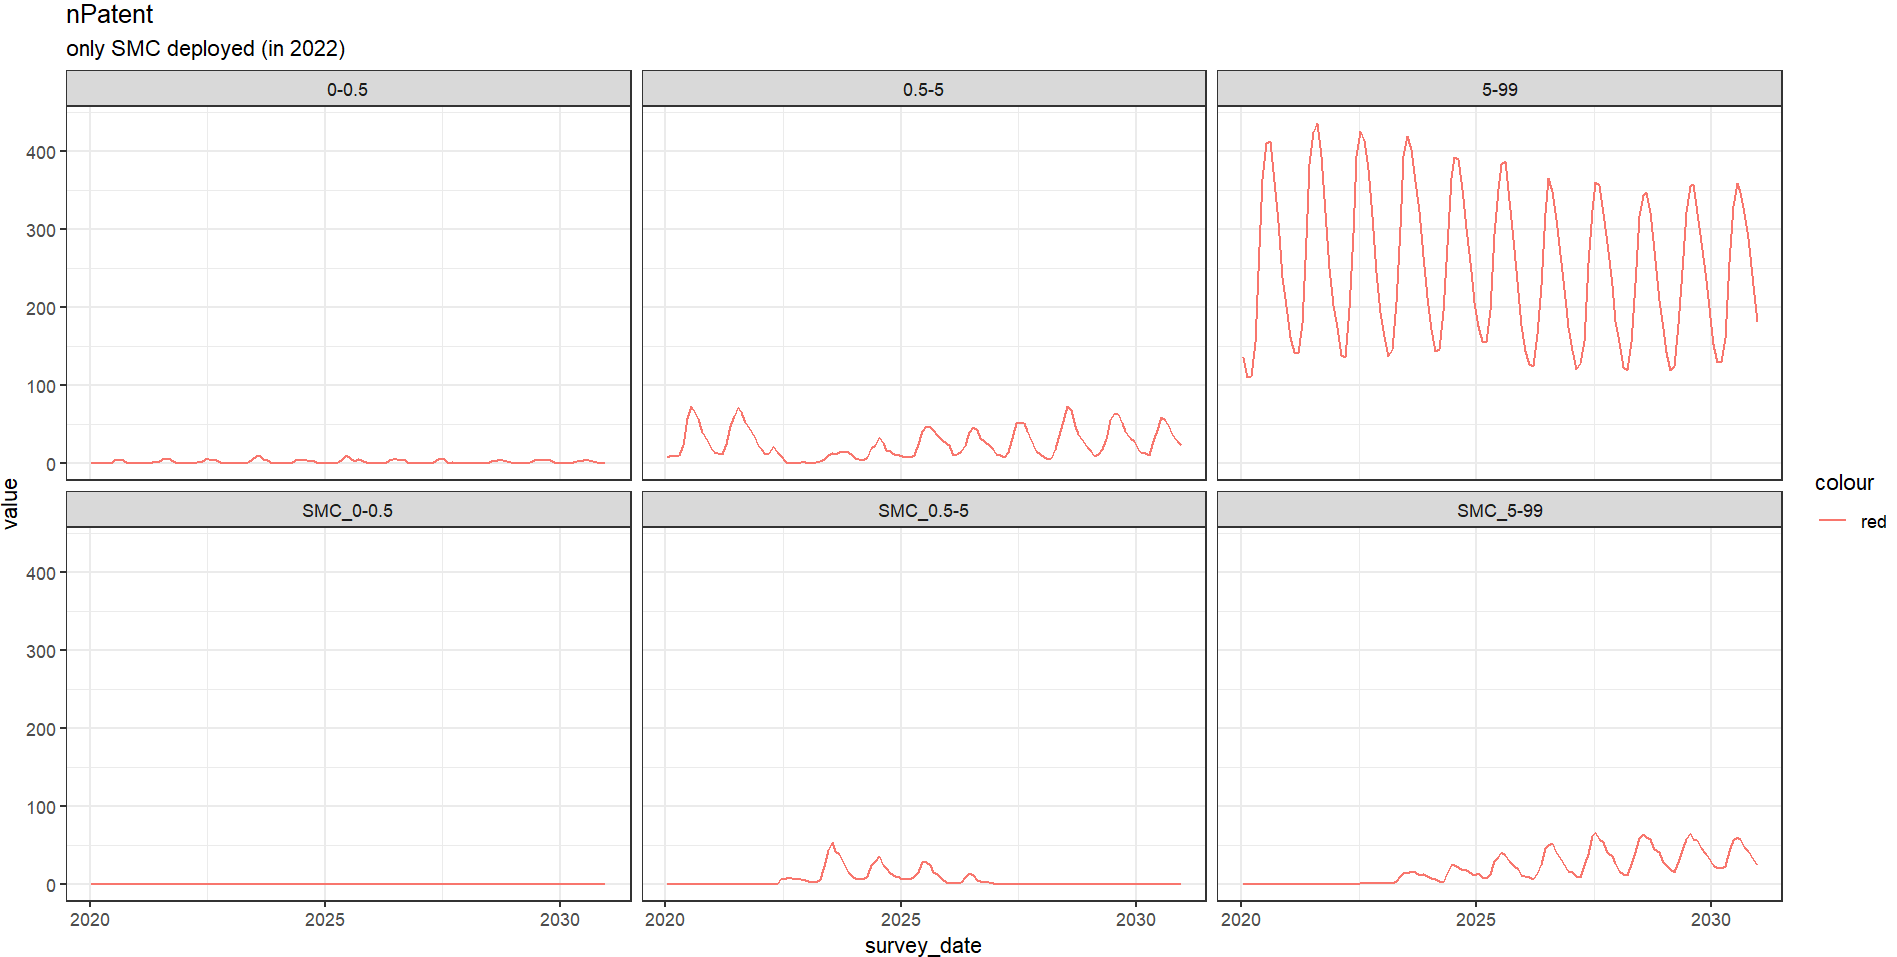 nPatent
only SMC deployed (in 2022)
0-0.5
0.5-5
5-99
400
300
200
100
0
SMC_0-0.5
SMC_0.5-5
SMC_5-99
400
300
200
100
0
value
2020
2025
2030
2020
2025
2030
2020
2025
2030
survey_date
colour
red